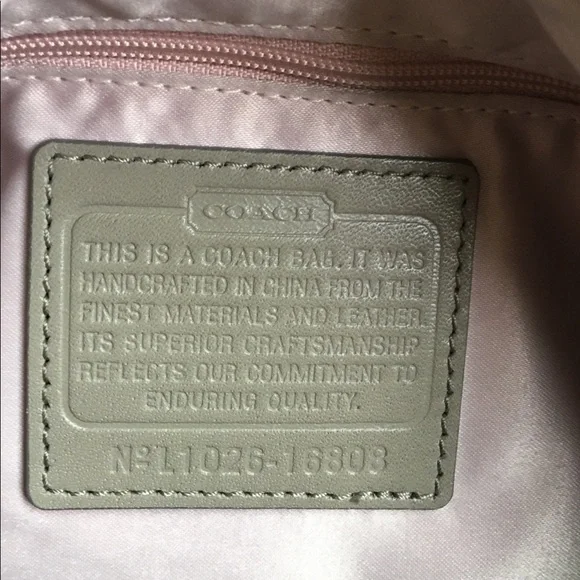 COACH
THIS IS A COACH BAG. IT WAS
HANDCRAFTED IN CHINA FROM THE
FINEST MATERIALS AND LEATHER.
ITS SUPERIOR CRAFTSMANSHIP
REFLECTS OUR COMMITMENT TO
ENDURING QUALITY.
Nº L1026-16808